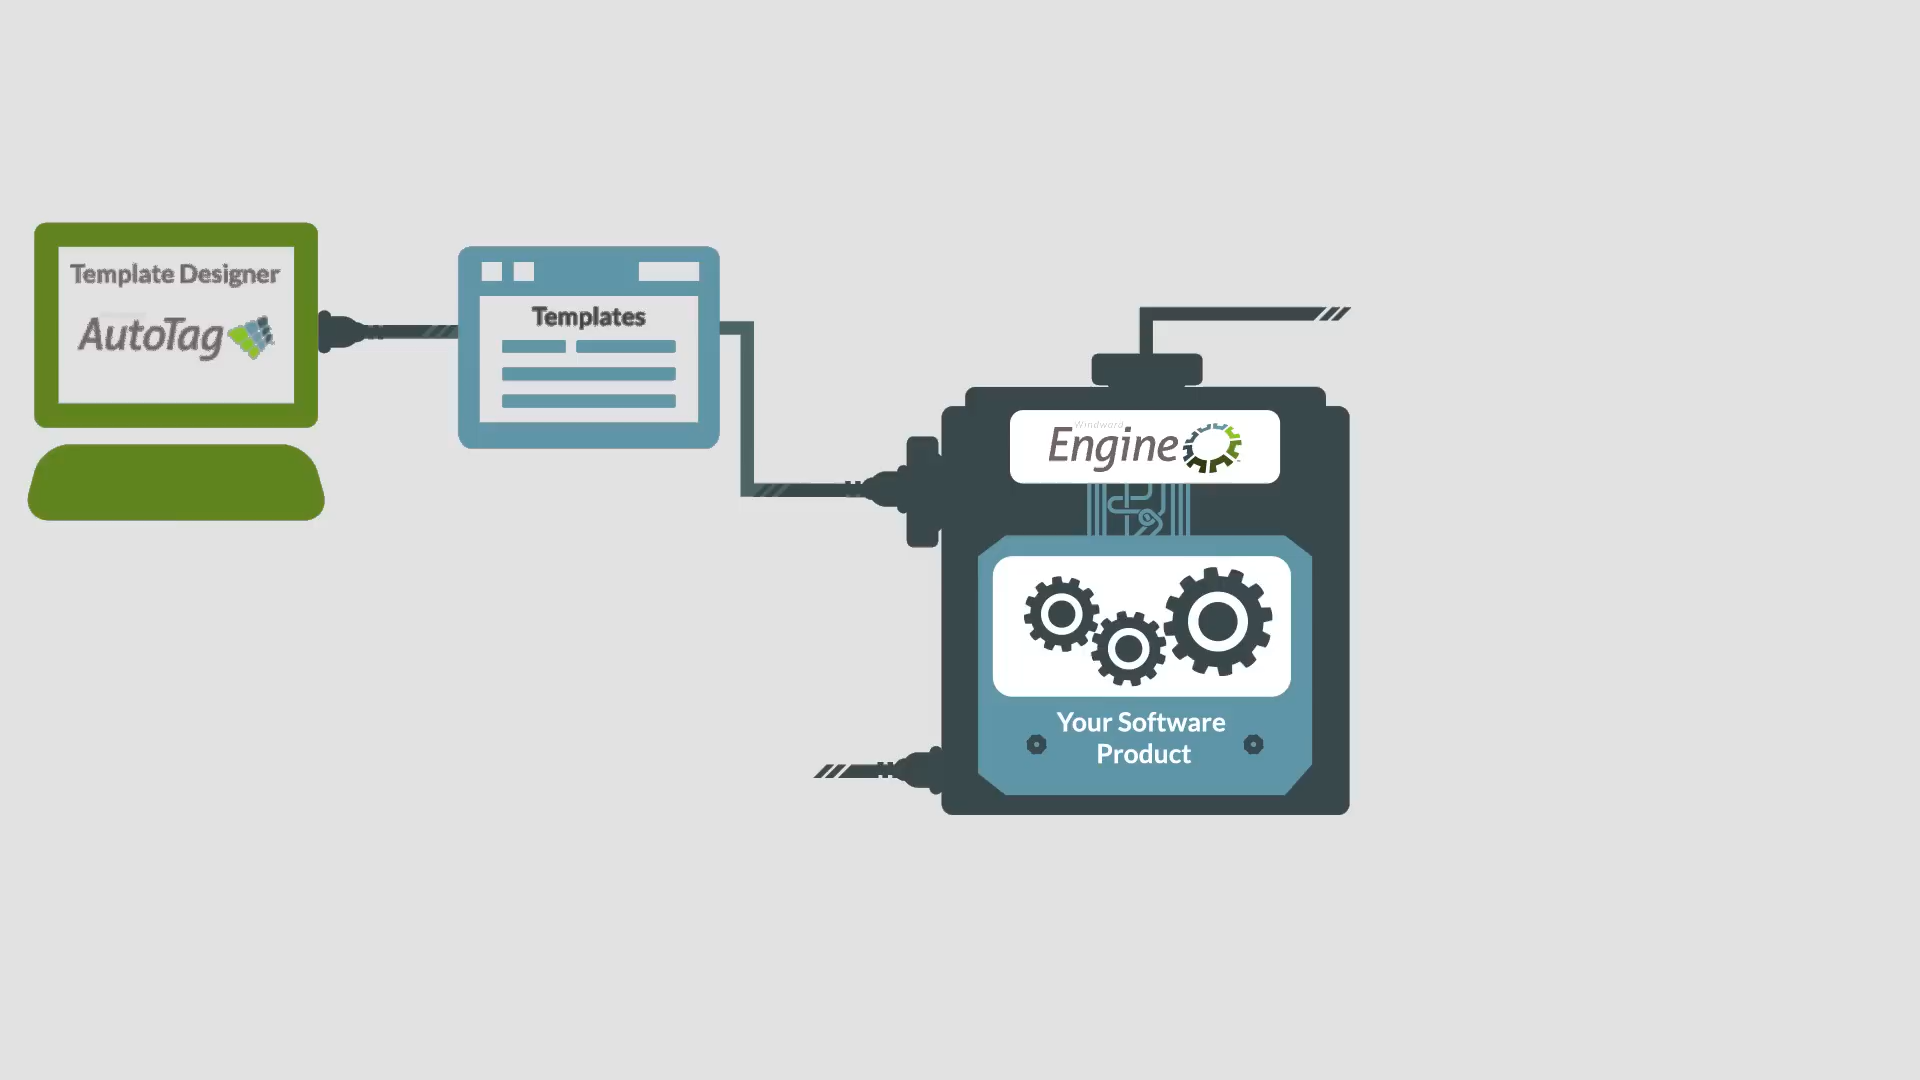 Template Designer
AutoTag
Templates
Windward
Engine
Your Software
Product